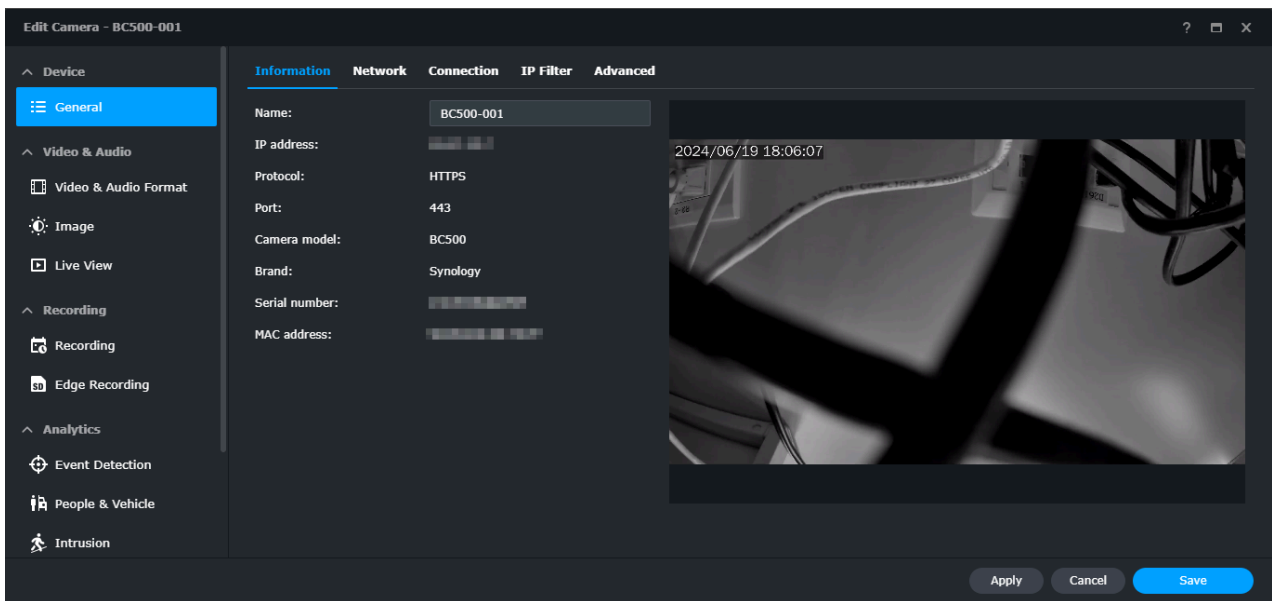 Edit Camera - BC500-001
?
Device
General
Video & Audio
Video & Audio Format
Image
Live View
Recording
Recording
SD Edge Recording
Analytics
Event Detection
People & Vehicle
Intrusion
Information Network Connection IP Filter Advanced
Name: BC500-001
IP address:
Protocol: HTTPS
Port: 443
Camera model: BC500
Brand: Synology
Serial number:
MAC address:
2024/06/19 18:06:07
Apply Cancel Save